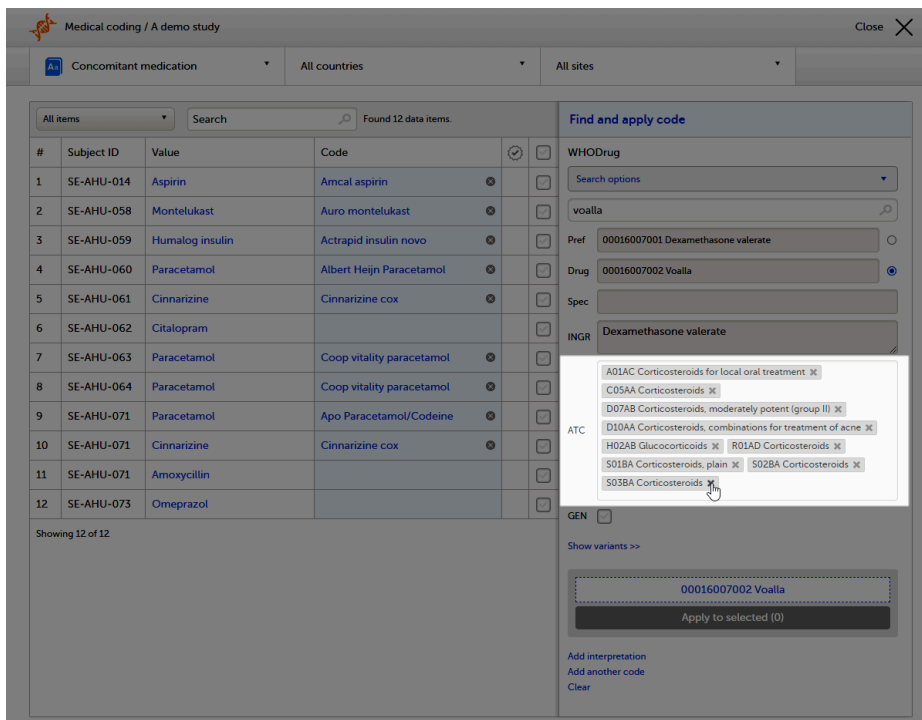 Medical coding / A demo study
Close
Concomitant medication
All countries
All sites
All items
Search
Found 12 data items.
# Subject ID Value Code
1 SE-AHU-014 Aspirin Amcal aspirin
2 SE-AHU-058 Montelukast Auro montelukast
3 SE-AHU-059 Humalog insulin Actrapid insulin novo
4 SE-AHU-060 Paracetamol Albert Heijn Paracetamol
5 SE-AHU-061 Cinnarizine Cinnarizine cox
6 SE-AHU-062 Citalopram
7 SE-AHU-063 Paracetamol Coop vitality paracetamol
8 SE-AHU-064 Paracetamol Coop vitality paracetamol
9 SE-AHU-071 Paracetamol Apo Paracetamol/Codeine
10 SE-AHU-071 Cinnarizine Cinnarizine cox
11 SE-AHU-071 Amoxycillin
12 SE-AHU-073 Omeprazol
Showing 12 of 12
Find and apply code
WHODrug
Search options
voalla
Pref 00016007001 Dexamethasone valerate
Drug 00016007002 Voalla
Spec
INGR Dexamethasone valerate
ATC
A01AC Corticosteroids for local oral treatment
C05AA Corticosteroids
D07AB Corticosteroids, moderately potent (group II)
D10AA Corticosteroids, combinations for treatment of acne
H02AB Glucocorticoids R01AD Corticosteroids
S01BA Corticosteroids, plain S02BA Corticosteroids
S03BA Corticosteroids
GEN
Show variants >>
00016007002 Voalla
Apply to selected (0)
Add interpretation
Add another code
Clear